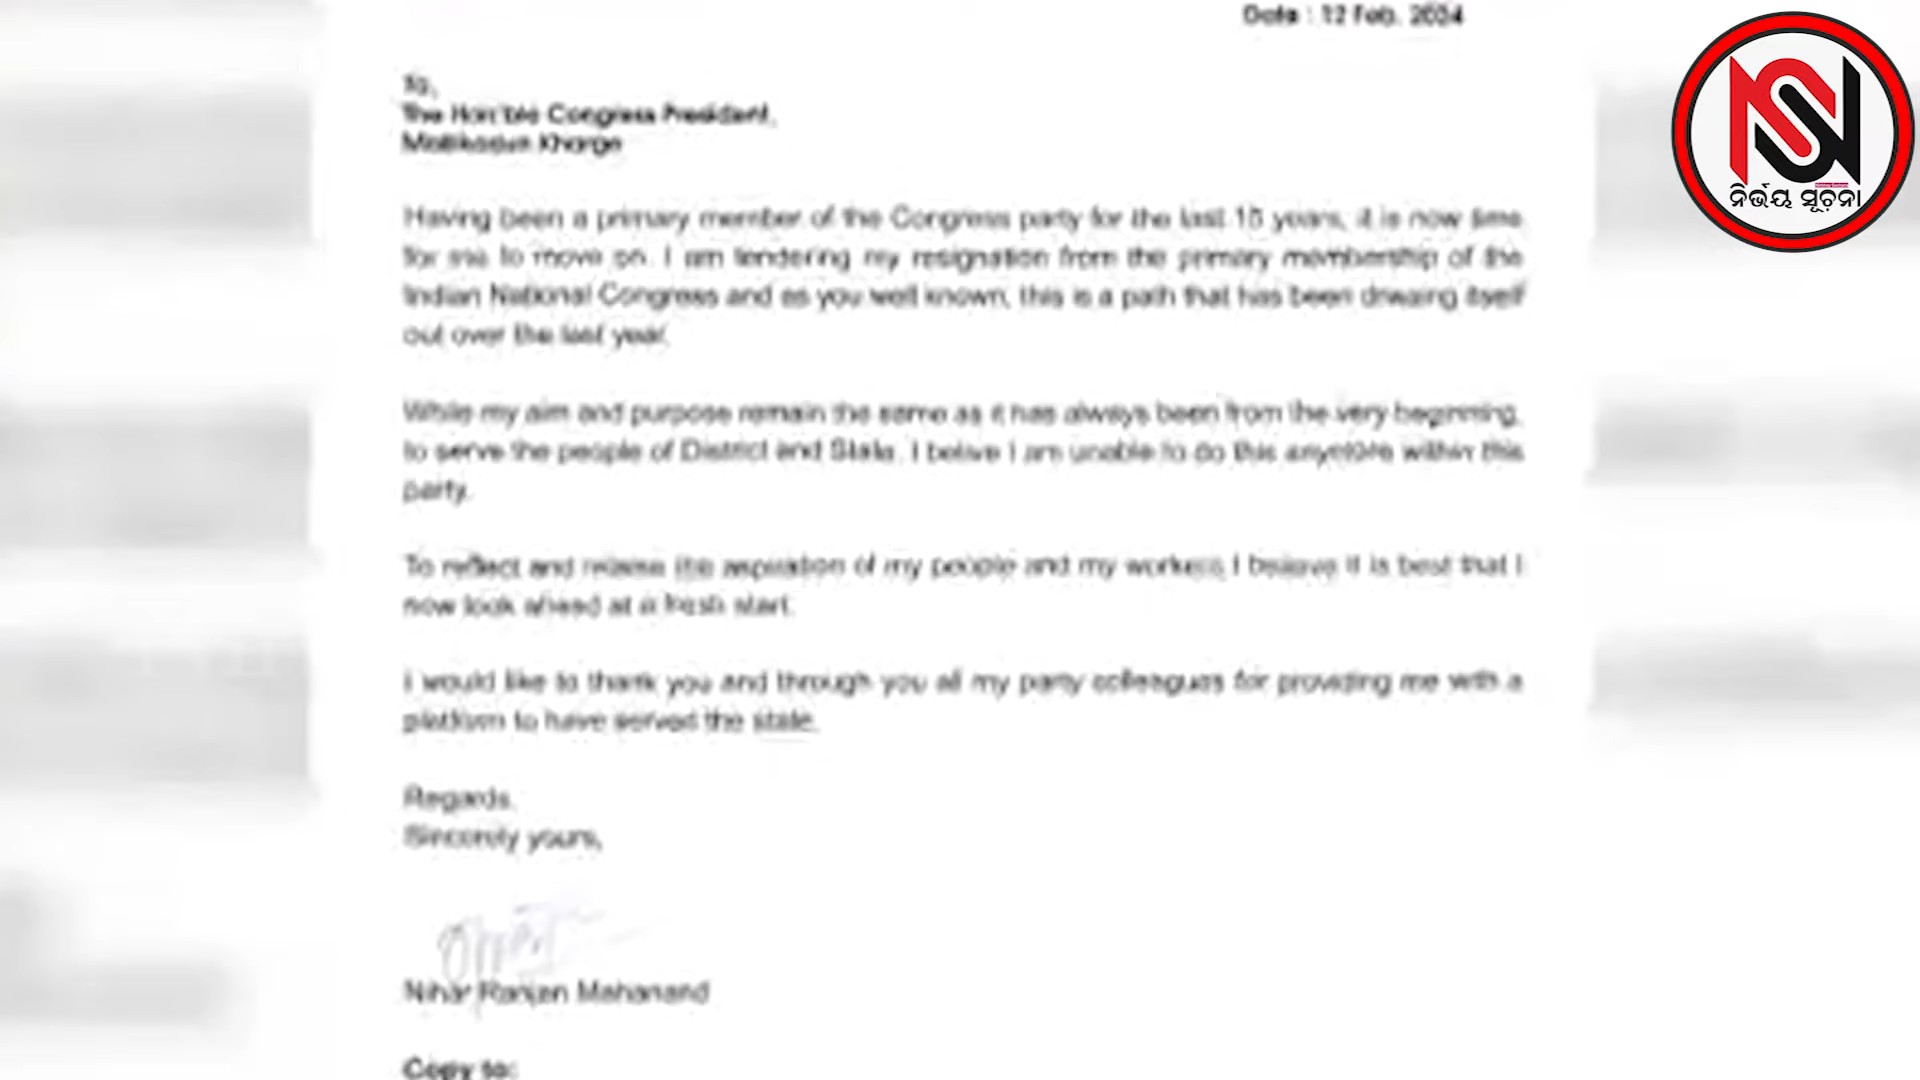 Date : 12 Feb. 2024
To,
The Hon'ble Congress President,
Mallikarjun Kharge
Having been a primary member of the Congress party for the last 15 years, it is now time
for me to move on. I am tendering my resignation from the primary membership of the
Indian National Congress and as you well known, this is a path that has been drawing itself
out over the last year.
While my aim and purpose remain the same as it has always been from the very beginning,
to serve the people of District and State, I belive I am unable to do this anymore within this
party.
To reflect and the aspiration of my people and my workers I believe it is best that I
now look ahead at a fresh start.
I would like to thank you and through you all my party colleagues for providing me with a
platform to have served the state.
Regards,
Sincerely yours,
Nihar Ranjan Mahanand
Copy to:
ନିର୍ଭୟ ସୂଚନା